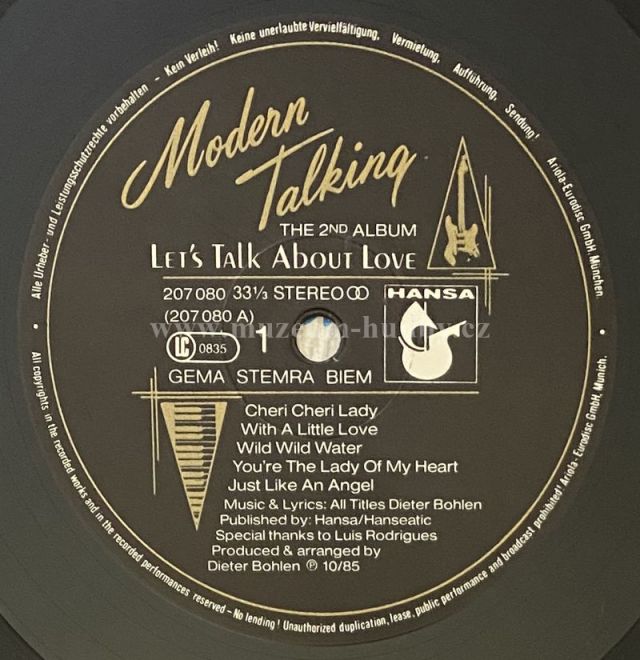 Alle Urheber- und Leistungsschutzrechte vorbehalten – Kein Verleih! Keine unerlaubte Vervielfältigung, Vermietung, Aufführung, Sendung! Ariola-Eurodisc GmbH, München.
Modern
Talking
THE 2ND ALBUM
LET'S TALK ABOUT LOVE
207 080 33⅓ STEREO
(207 080 A)
HANSA
LC 0835
1
GEMA STEMRA BIEM
Cheri Cheri Lady
With A Little Love
Wild Wild Water
You're The Lady Of My Heart
Just Like An Angel
Music & Lyrics: All Titles Dieter Bohlen
Published by: Hansa/Hanseatic
Special thanks to Luis Rodrigues
Produced & arranged by
Dieter Bohlen ℗ 10/85
All copyrights in the recorded works and in the recorded performances reserved – No lending! Unauthorized duplication, lease, public performance and broadcast prohibited! Ariola-Eurodisc GmbH, Munich.